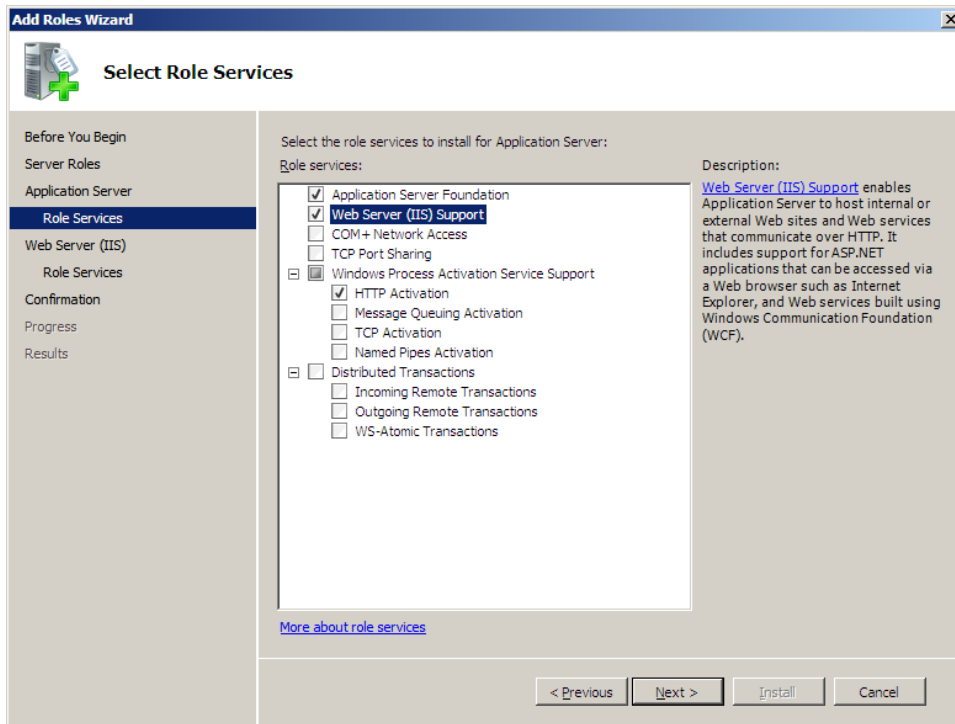 Add Roles Wizard
Select Role Services
Before You Begin
Server Roles
Application Server
Role Services
Web Server (IIS)
Role Services
Confirmation
Progress
Results
Select the role services to install for Application Server:
Role services:
Application Server Foundation
Web Server (IIS) Support
COM+ Network Access
TCP Port Sharing
Windows Process Activation Service Support
HTTP Activation
Message Queuing Activation
TCP Activation
Named Pipes Activation
Distributed Transactions
Incoming Remote Transactions
Outgoing Remote Transactions
WS-Atomic Transactions
More about role services
Description:
Web Server (IIS) Support enables
Application Server to host internal or
external Web sites and Web services
that communicate over HTTP. It
includes support for ASP.NET
applications that can be accessed via
a Web browser such as Internet
Explorer, and Web services built using
Windows Communication Foundation
(WCF).
< Previous
Next >
Install
Cancel